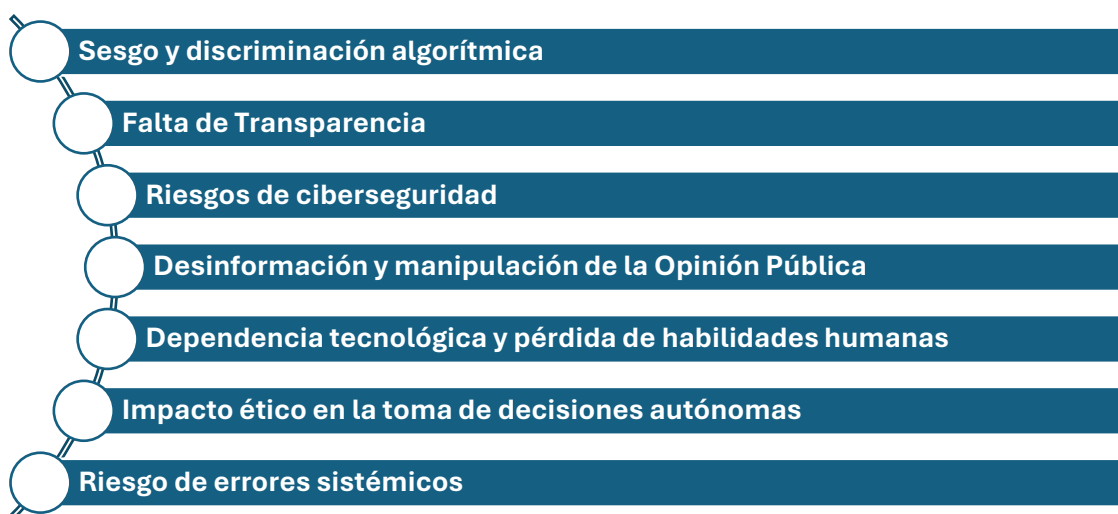 Sesgo y discriminación algorítmica
Falta de Transparencia
Riesgos de ciberseguridad
Desinformación y manipulación de la Opinión Pública
Dependencia tecnológica y pérdida de habilidades humanas
Impacto ético en la toma de decisiones autónomas
Riesgo de errores sistémicos